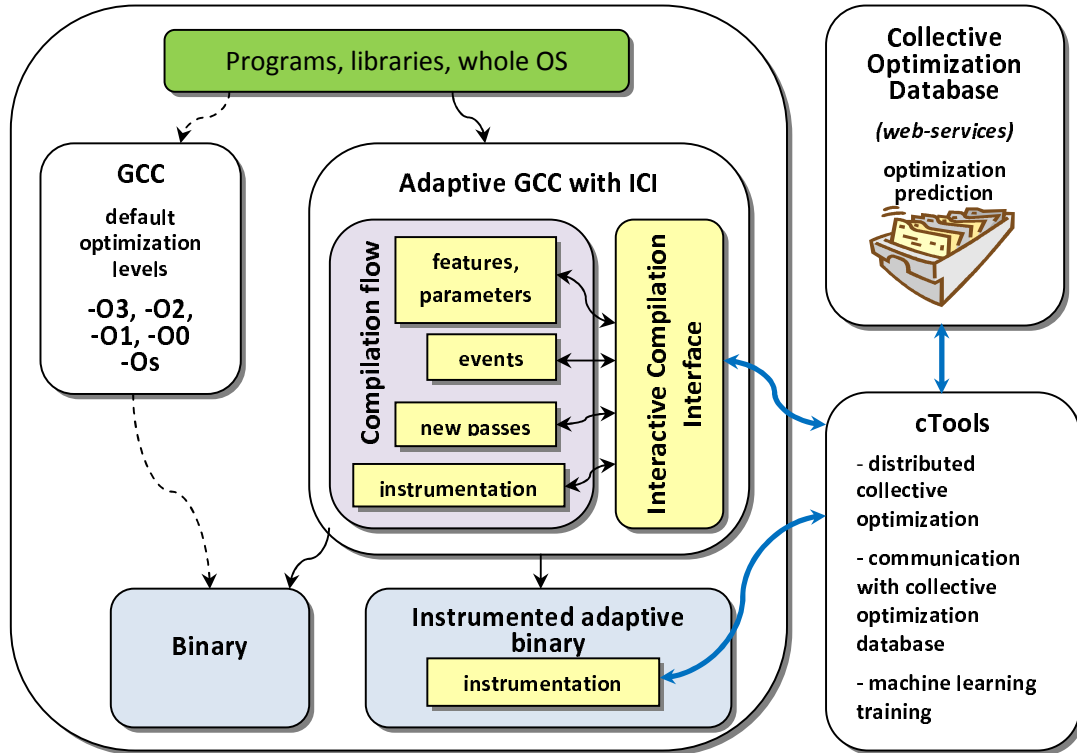 Programs, libraries, whole OS
GCC
default
optimization
levels
-O3, -O2,
-O1, -O0
-Os
Adaptive GCC with ICI
Compilation flow
features,
parameters
events
new passes
instrumentation
Interactive Compilation
Interface
Binary
Instrumented adaptive
binary
instrumentation
Collective
Optimization
Database
(web-services)
optimization
prediction
cTools
- distributed
collective
optimization
- communication
with collective
optimization
database
- machine learning
training